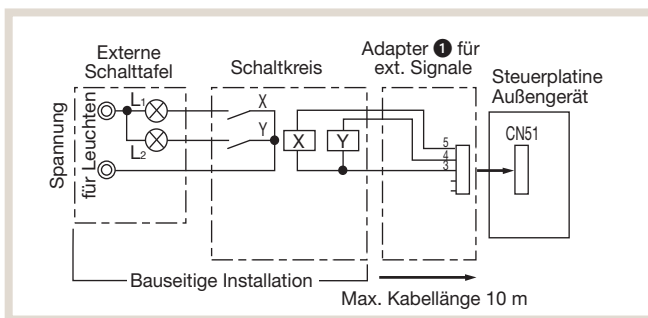 Externe
Schalttafel
Schaltkreis
Adapter ❶ für
ext. Signale
Steuerplatine
Außengerät
Spannung
für Leuchten
L1
L2
X
Y
X
Y
5
4
3
CN51
Bauseitige Installation
Max. Kabellänge 10 m